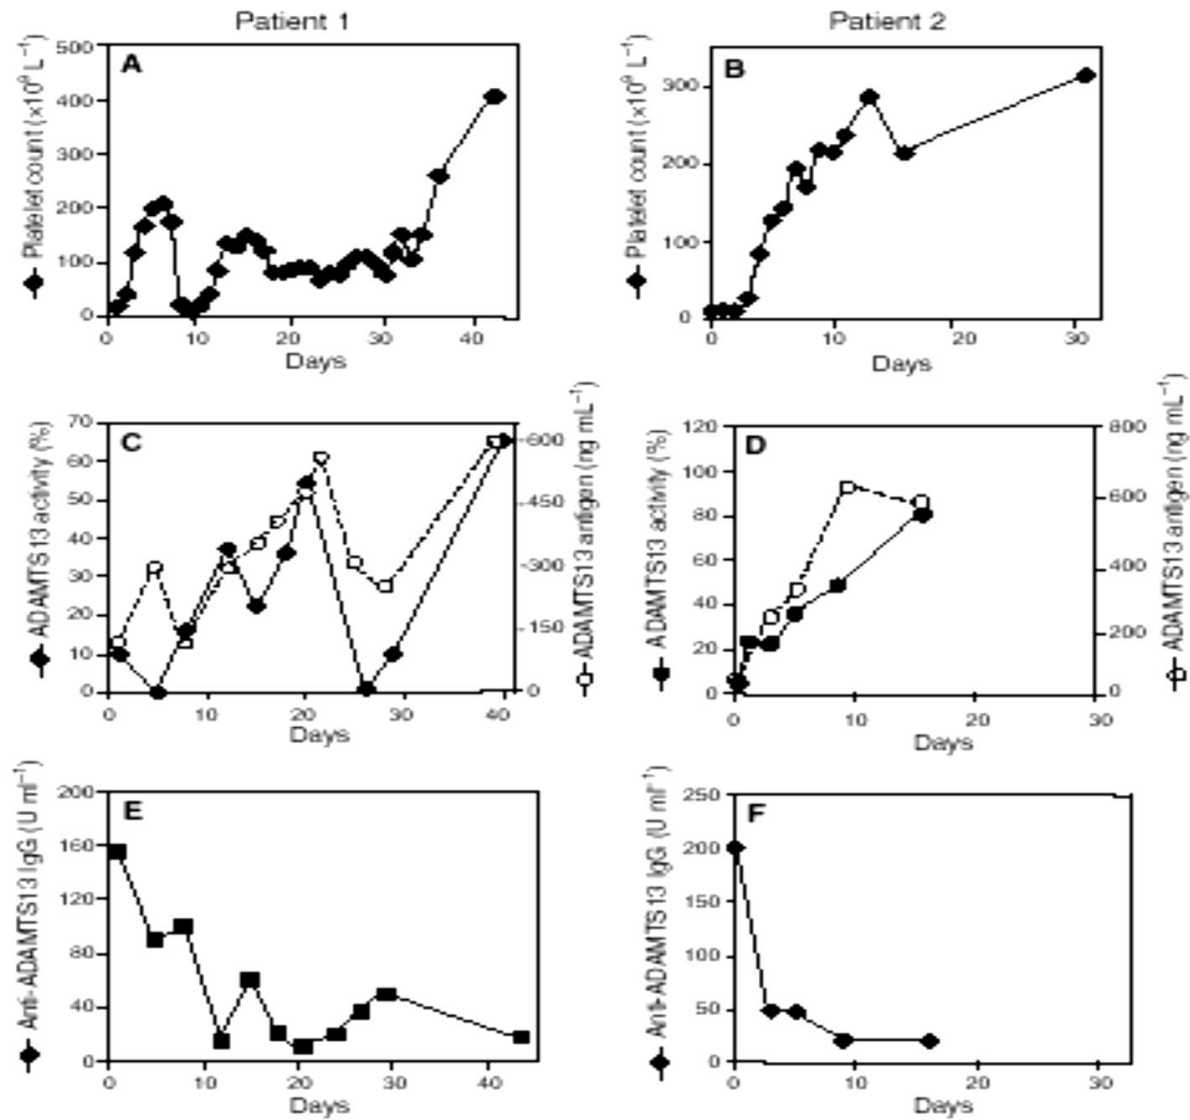 Patient 1
Patient 2
A
Platelet count (x10⁹ L⁻¹)
500
400
300
200
100
0
0 10 20 30 40
Days
B
Platelet count (x10⁹ L⁻¹)
300
200
100
0
0 10 20 30
Days
C
ADAMTS13 activity (%)
70
60
50
40
30
20
10
0
600
450
300
150
0
ADAMTS13 antigen (ng mL⁻¹)
0 10 20 30 40
Days
D
ADAMTS13 activity (%)
120
100
80
60
40
20
0
800
600
400
200
0
ADAMTS13 antigen (ng mL⁻¹)
0 10 20 30
Days
E
Anti-ADAMTS13 IgG (U ml⁻¹)
200
160
120
80
40
0
0 10 20 30 40
Days
F
Anti-ADAMTS13 IgG (U ml⁻¹)
250
200
150
100
50
0
0 10 20 30
Days